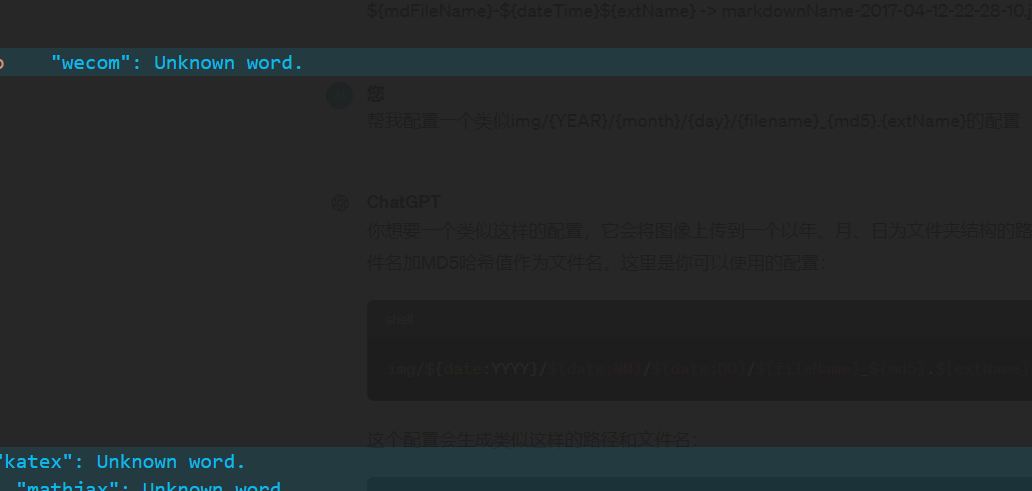 ${mdFileName}-${dateTime}${extName} -> markdownName-2017-04-12-22-28-10
"wecom": Unknown word.
您
帮我配置一个类似img/{YEAR}/{month}/{day}/{filename}_{md5}.{extName}的配置
ChatGPT
你想要一个类似这样的配置，它会将图像上传到一个以年、月、日为文件夹结构的路
件名加MD5哈希值作为文件名。这里是你可以使用的配置：
shell
img/${date:YYYY}/${date:MM}/${date:DD}/${fileName}_${md5}.${extName}
这个配置会生成类似这样的路径和文件名：
"katex": Unknown word.
"mathjax": Unknown word